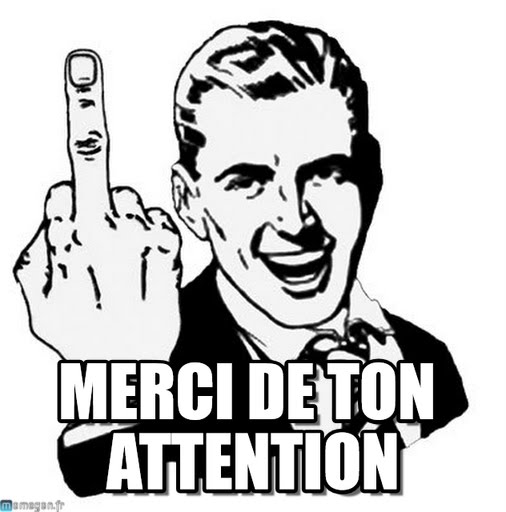 MERCI DE TON
ATTENTION
memegen.fr